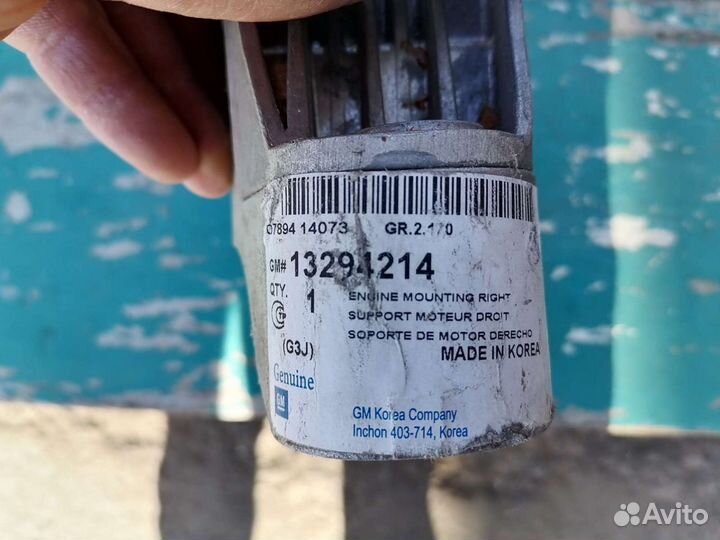 07894 14073 GR.2.170
GM# 13294214
QTY. 1
ENGINE MOUNTING RIGHT
SUPPORT MOTEUR DROIT
SOPORTE DE MOTOR DERECHO
(G3J) MADE IN KOREA
Genuine
GM
GM Korea Company
Inchon 403-714, Korea
Avito